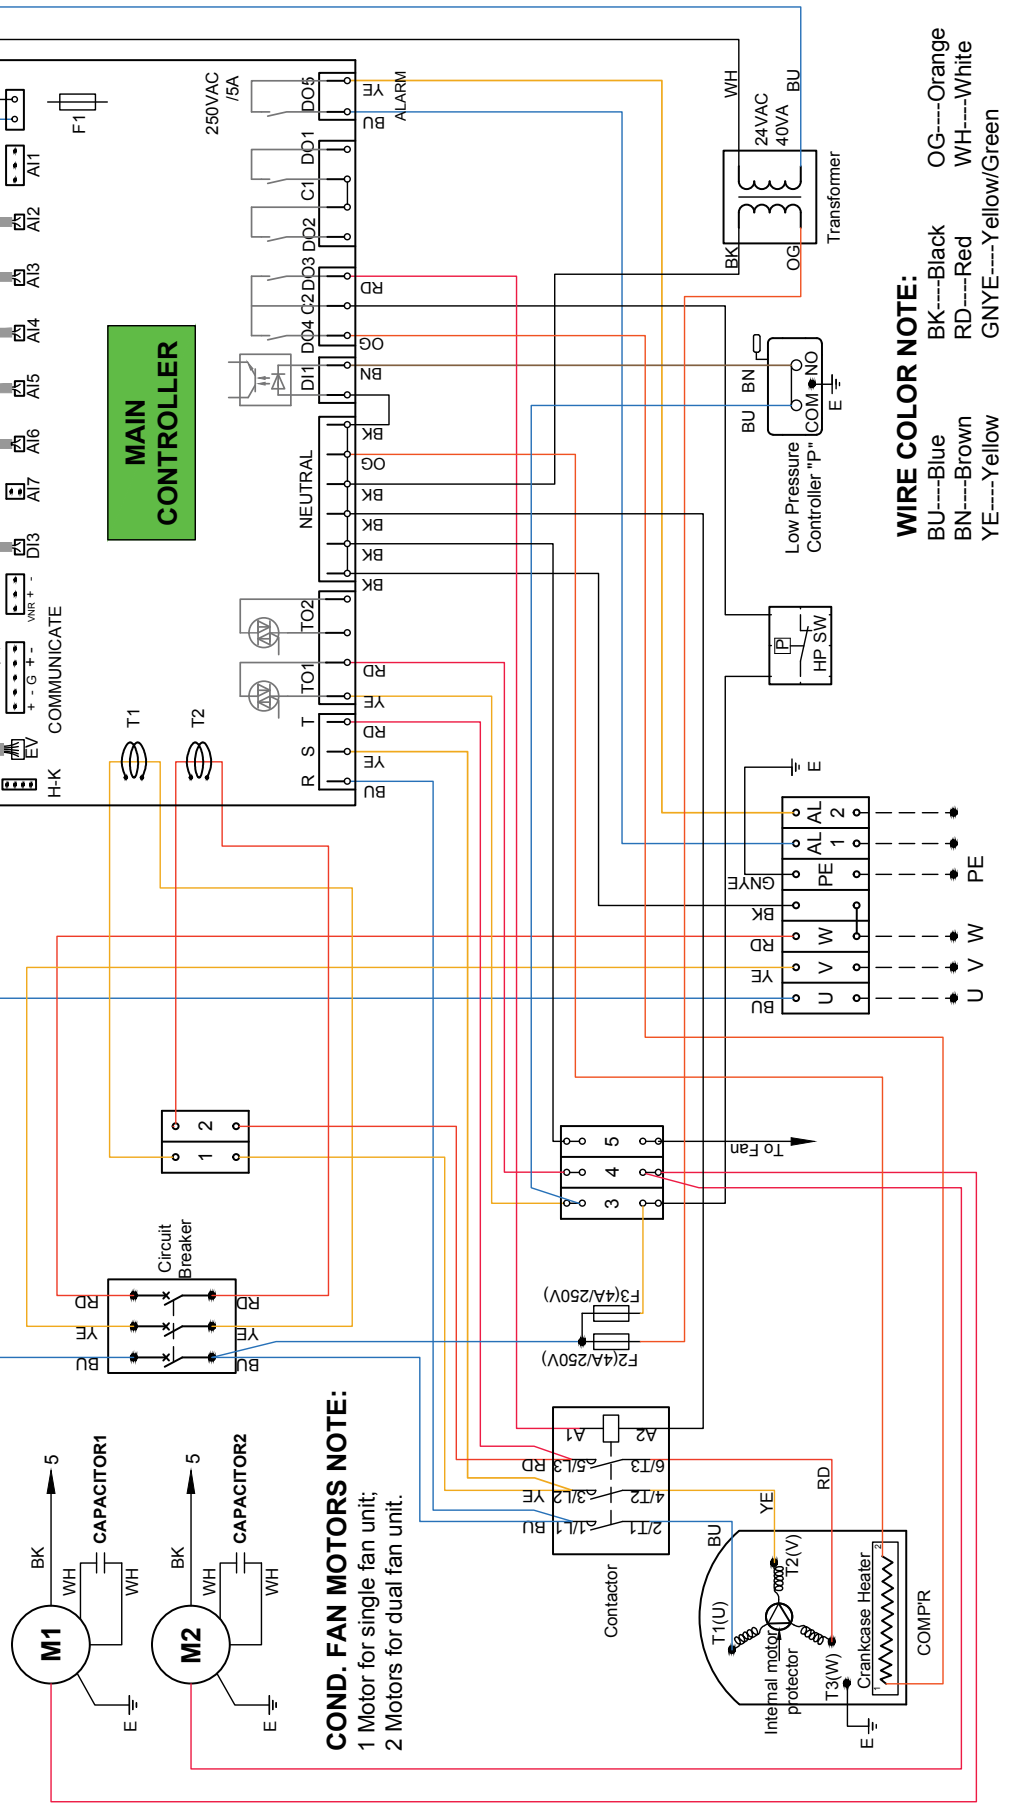 MAIN
CONTROLLER
F1
AI1
AI2
AI3
AI4
AI5
AI6
AI7
DI3
VNR + -
+ - G + -
COMMUNICATE
EV
H-K
T1
T2
250VAC
/5A
DO5
DO1
C1
DO2
DO3
C2
DO4
DI1
NEUTRAL
TO2
TO1
T
S
R
YE
ALARM
BU
RD
OG
BN
BK
OG
BK
BK
BK
BK
RD
YE
RD
YE
BU
WH
BU
24VAC
40VA
Transformer
BK
OG
BN
BU
NO
COM
E
Low Pressure
Controller "P"
P
HP SW
WIRE COLOR NOTE:
BU----Blue
BK----Black
OG----Orange
BN----Brown
RD----Red
WH----White
YE----Yellow
GNYE----Yellow/Green
E
AL
2
AL
1
PE
W
V
U
GNYE
BK
RD
YE
BU
PE
W
V
U
2
1
5
4
3
To Fan
Circuit
Breaker
RD
YE
BU
RD
YE
BU
F3(4A/250V)
F2(4A/250V)
A1
A2
5/L3 RD
3/L2 YE
1/L1 BU
6/T3
4/T2
2/T1
Contactor
RD
YE
BU
T1(U)
T2(V)
T3(W)
Internal motor
protector
Crankcase Heater
1
2
COMP'R
E
M1
BK
5
WH
WH
CAPACITOR1
E
M2
BK
5
WH
WH
CAPACITOR2
E
COND. FAN MOTORS NOTE:
1 Motor for single fan unit;
2 Motors for dual fan unit.